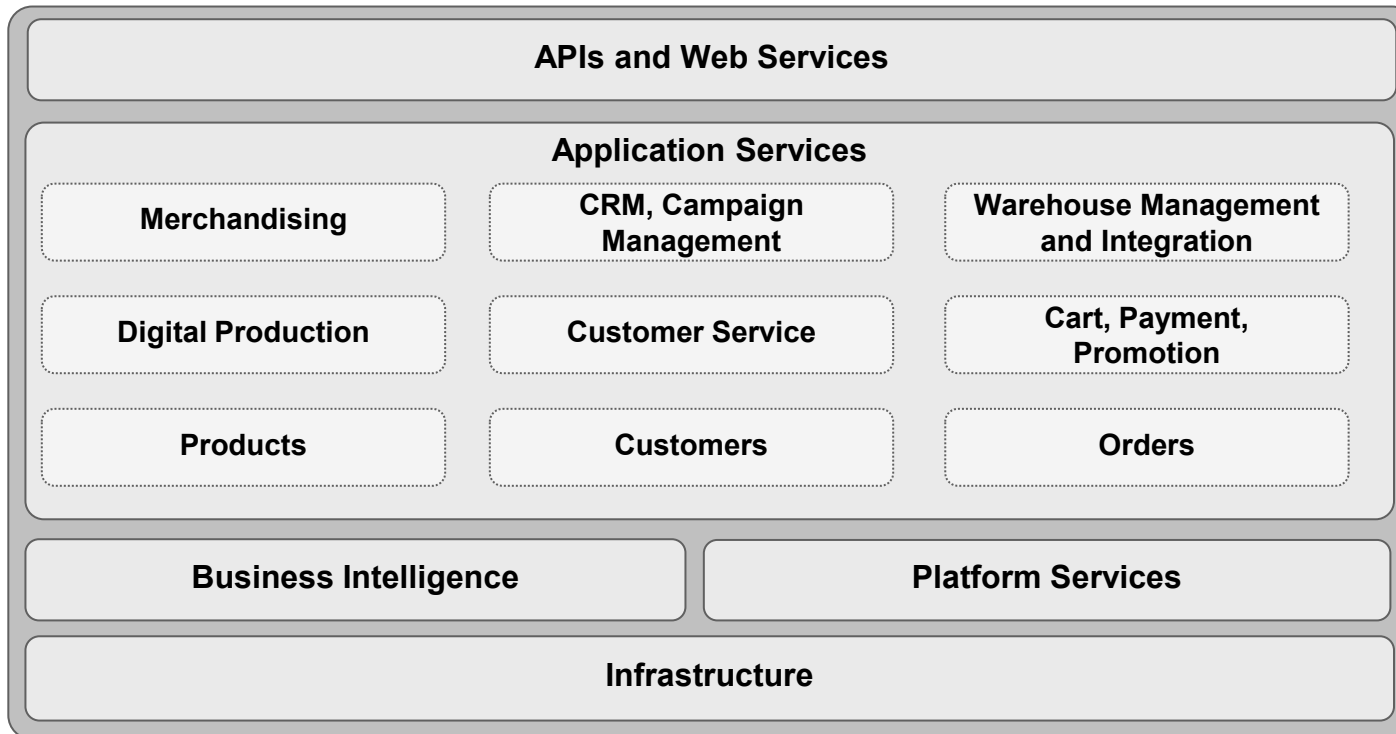 APIs and Web Services
Application Services
Merchandising
CRM, Campaign
Management
Warehouse Management
and Integration
Digital Production
Customer Service
Cart, Payment,
Promotion
Products
Customers
Orders
Business Intelligence
Platform Services
Infrastructure